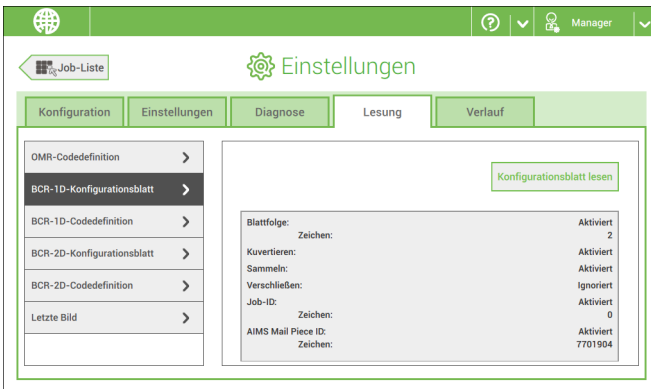 Manager
Job-Liste
Einstellungen
Konfiguration
Einstellungen
Diagnose
Lesung
Verlauf
OMR-Codedefinition
BCR-1D-Konfigurationsblatt
BCR-1D-Codedefinition
BCR-2D-Konfigurationsblatt
BCR-2D-Codedefinition
Letzte Bild
Konfigurationsblatt lesen
Blattfolge: Aktiviert
Zeichen: 2
Kuvertieren: Aktiviert
Sammeln: Aktiviert
Verschließen: Ignoriert
Job-ID: Aktiviert
Zeichen: 0
AIMS Mail Piece ID: Aktiviert
Zeichen: 7701904